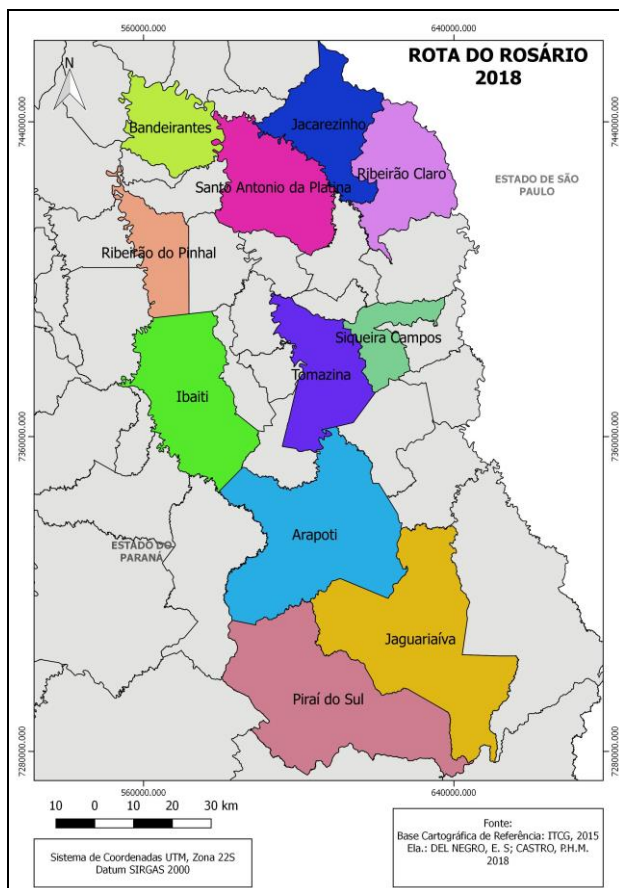 560000.000
640000.000
ROTA DO ROSÁRIO
2018
N
7440000.000
7440000.000
Bandeirantes
Jacarezinho
Ribeirão Claro
Santo Antonio da Platina
ESTADO DE SÃO
PAULO
Ribeirão do Pinhal
Siqueira Campos
Tomazina
Ibaiti
7360000.000
7360000.000
Arapoti
ESTADO DO
PARANÁ
Jaguariaíva
Piraí do Sul
7280000.000
7280000.000
560000.000
640000.000
10 0 10 20 30 km
Sistema de Coordenadas UTM, Zona 22S
Datum SIRGAS 2000
Fonte:
Base Cartográfica de Referência: ITCG, 2015
Ela.: DEL NEGRO, E. S; CASTRO, P.H.M.
2018